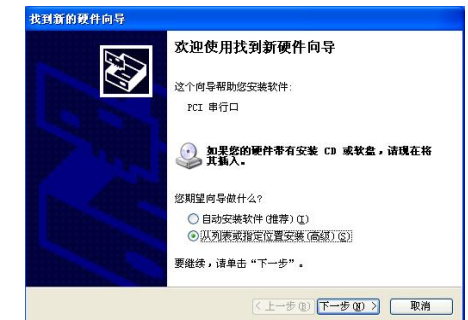 找到新的硬件向导
欢迎使用找到新硬件向导
这个向导帮助您安装软件:
PCI 串行口
如果您的硬件带有安装 CD 或软盘,请现在将
其插入。
您期望向导做什么?
自动安装软件(推荐)(I)
从列表或指定位置安装(高级)(S)
要继续,请单击“下一步”。
< 上一步(B) 下一步(N) > 取消